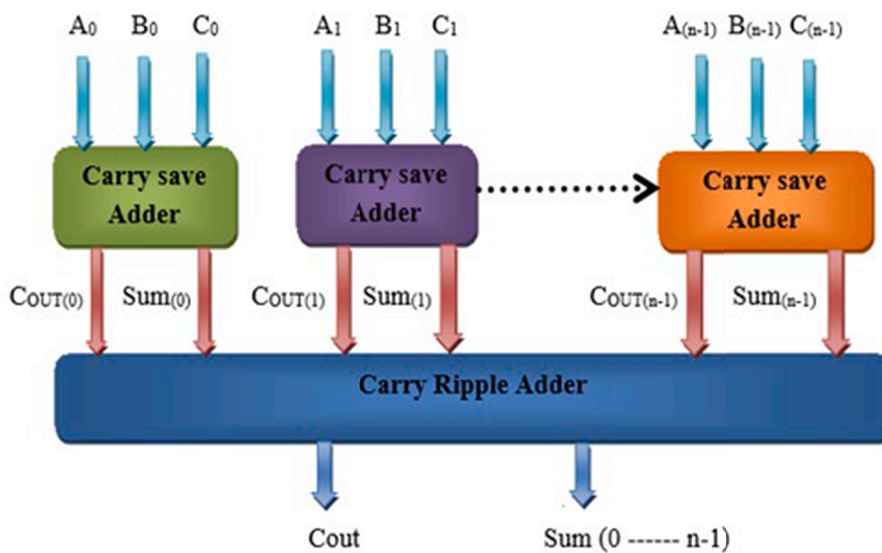 A0 B0 C0 A1 B1 C1 A(n-1) B(n-1) C(n-1)
Carry save Adder
Carry save Adder
Carry save Adder
COUT(0) Sum(0) COUT(1) Sum(1) COUT(n-1) Sum(n-1)
Carry Ripple Adder
Cout Sum (0 ------ n-1)